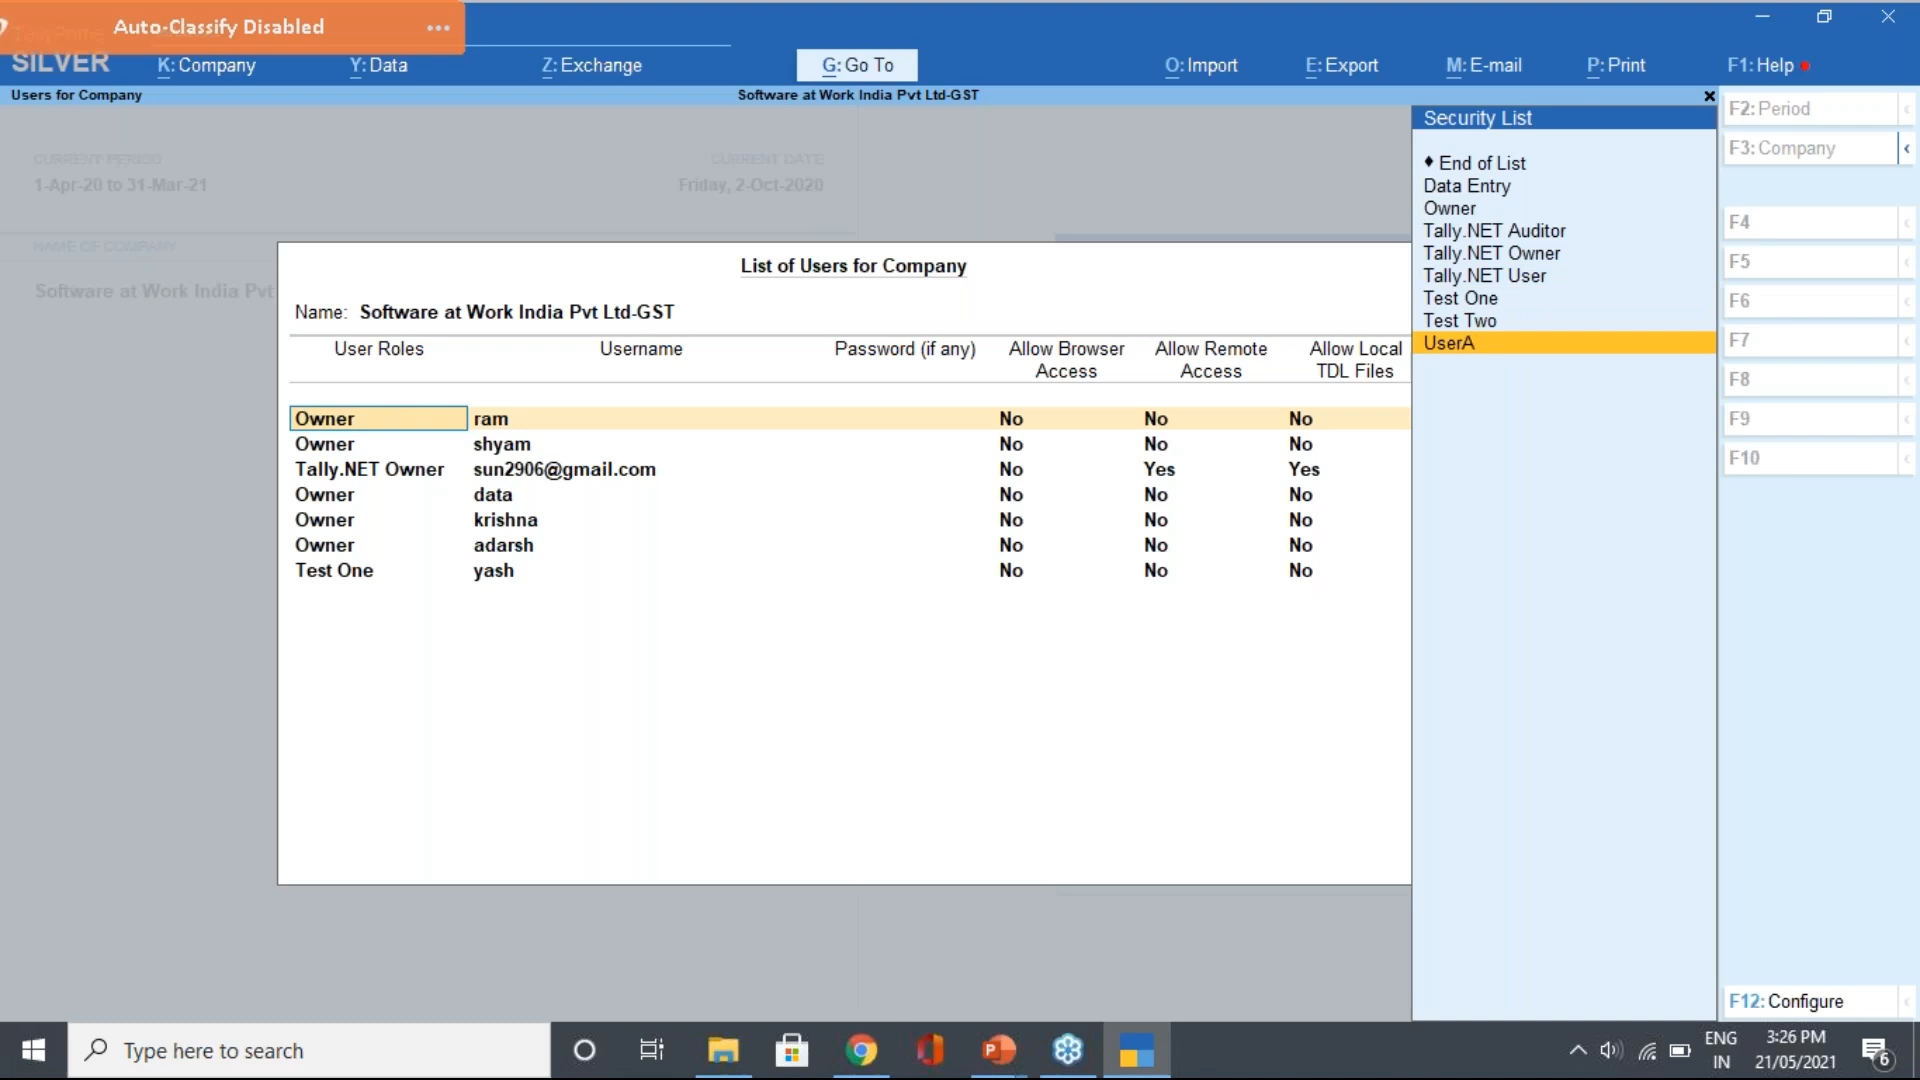 Auto-Classify Disabled
SILVER
K: Company
Y: Data
Z: Exchange
G: Go To
O: Import
E: Export
M: E-mail
P: Print
F1: Help
Users for Company
Software at Work India Pvt Ltd-GST
CURRENT PERIOD
CURRENT DATE
1-Apr-20 to 31-Mar-21
Friday, 2-Oct-2020
NAME OF COMPANY
Software at Work India Pvt
List of Users for Company
Name: Software at Work India Pvt Ltd-GST
User Roles Username Password (if any) Allow Browser Access Allow Remote Access Allow Local TDL Files
Owner ram No No No
Owner shyam No No No
Tally.NET Owner sun2906@gmail.com No Yes Yes
Owner data No No No
Owner krishna No No No
Owner adarsh No No No
Test One yash No No No
Security List
♦ End of List
Data Entry
Owner
Tally.NET Auditor
Tally.NET Owner
Tally.NET User
Test One
Test Two
UserA
F2: Period
F3: Company
F4
F5
F6
F7
F8
F9
F10
F12: Configure
Type here to search
ENG
IN
3:26 PM
21/05/2021
6